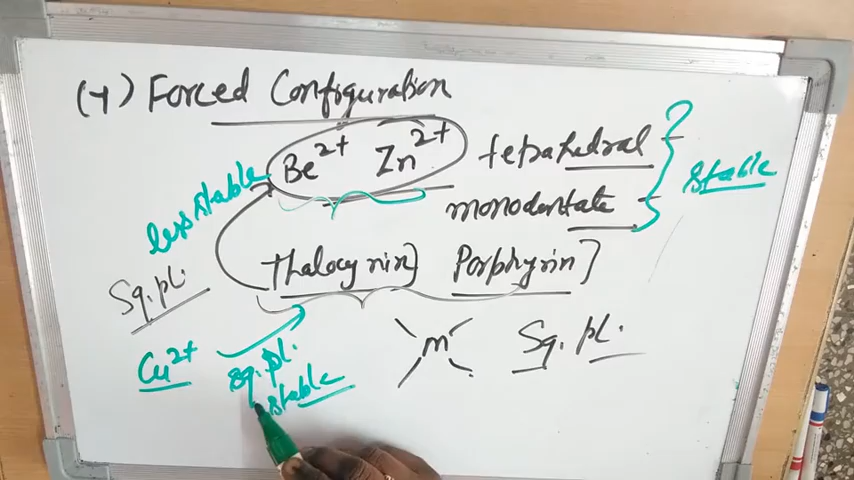 (4) Forced Configuration
Be2+ Zn2+ tetrahedral
monodentate
stable
less stable
thalocynin] Porphyrin]
Sq. pl.
Cu2+ sq. pl. stable
m Sq. pl.